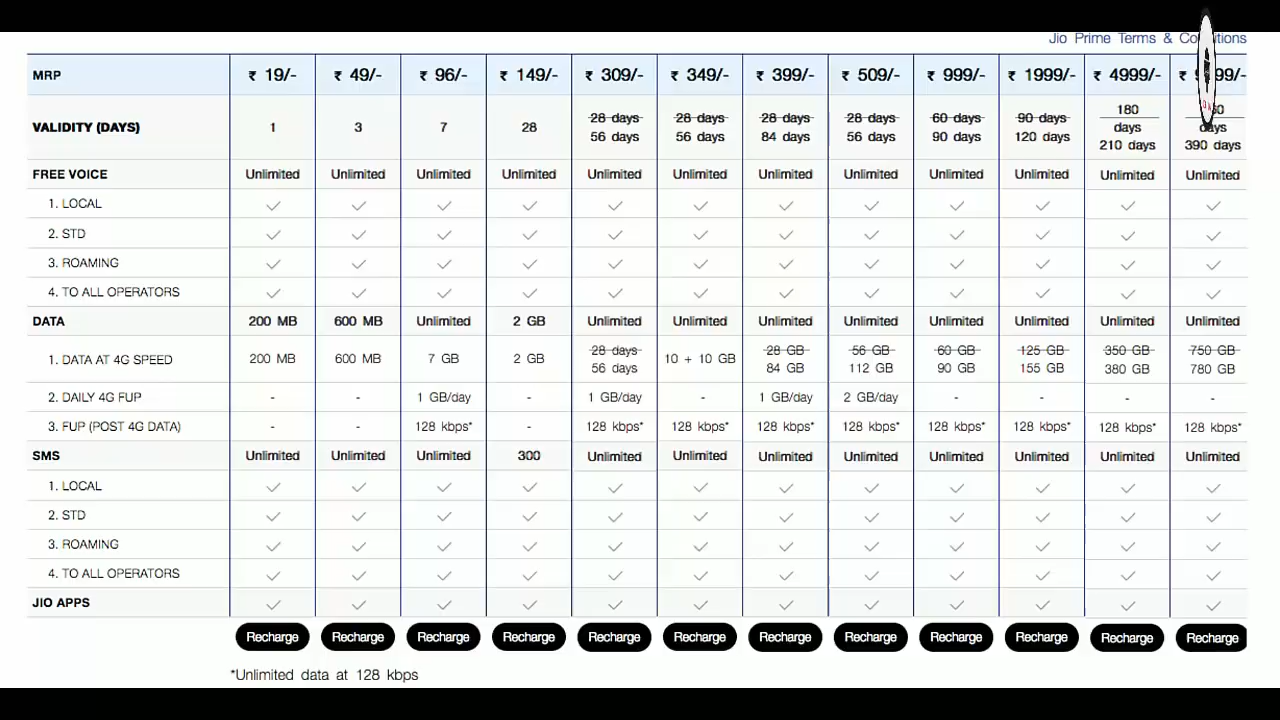 Jio Prime Terms & Conditions
MRP ₹ 19/- ₹ 49/- ₹ 96/- ₹ 149/- ₹ 309/- ₹ 349/- ₹ 399/- ₹ 509/- ₹ 999/- ₹ 1999/- ₹ 4999/-
VALIDITY (DAYS) 1 3 7 28 28 days 56 days 28 days 56 days 28 days 84 days 28 days 56 days 60 days 90 days 90 days 120 days 180 days 210 days days 390 days
FREE VOICE Unlimited Unlimited Unlimited Unlimited Unlimited Unlimited Unlimited Unlimited Unlimited Unlimited Unlimited Unlimited
1. LOCAL ✓ ✓ ✓ ✓ ✓ ✓ ✓ ✓ ✓ ✓ ✓ ✓
2. STD ✓ ✓ ✓ ✓ ✓ ✓ ✓ ✓ ✓ ✓ ✓ ✓
3. ROAMING ✓ ✓ ✓ ✓ ✓ ✓ ✓ ✓ ✓ ✓ ✓ ✓
4. TO ALL OPERATORS ✓ ✓ ✓ ✓ ✓ ✓ ✓ ✓ ✓ ✓ ✓ ✓
DATA 200 MB 600 MB Unlimited 2 GB Unlimited Unlimited Unlimited Unlimited Unlimited Unlimited Unlimited Unlimited
1. DATA AT 4G SPEED 200 MB 600 MB 7 GB 2 GB 28 days 56 days 10 + 10 GB 28 GB 84 GB 56 GB 112 GB 60 GB 90 GB 125 GB 155 GB 350 GB 380 GB 750 GB 780 GB
2. DAILY 4G FUP - - 1 GB/day - 1 GB/day - 1 GB/day 2 GB/day - - - -
3. FUP (POST 4G DATA) - - 128 kbps* - 128 kbps* 128 kbps* 128 kbps* 128 kbps* 128 kbps* 128 kbps* 128 kbps* 128 kbps*
SMS Unlimited Unlimited Unlimited 300 Unlimited Unlimited Unlimited Unlimited Unlimited Unlimited Unlimited Unlimited
1. LOCAL ✓ ✓ ✓ ✓ ✓ ✓ ✓ ✓ ✓ ✓ ✓ ✓
2. STD ✓ ✓ ✓ ✓ ✓ ✓ ✓ ✓ ✓ ✓ ✓ ✓
3. ROAMING ✓ ✓ ✓ ✓ ✓ ✓ ✓ ✓ ✓ ✓ ✓ ✓
4. TO ALL OPERATORS ✓ ✓ ✓ ✓ ✓ ✓ ✓ ✓ ✓ ✓ ✓ ✓
JIO APPS ✓ ✓ ✓ ✓ ✓ ✓ ✓ ✓ ✓ ✓ ✓ ✓
Recharge Recharge Recharge Recharge Recharge Recharge Recharge Recharge Recharge Recharge Recharge Recharge
*Unlimited data at 128 kbps